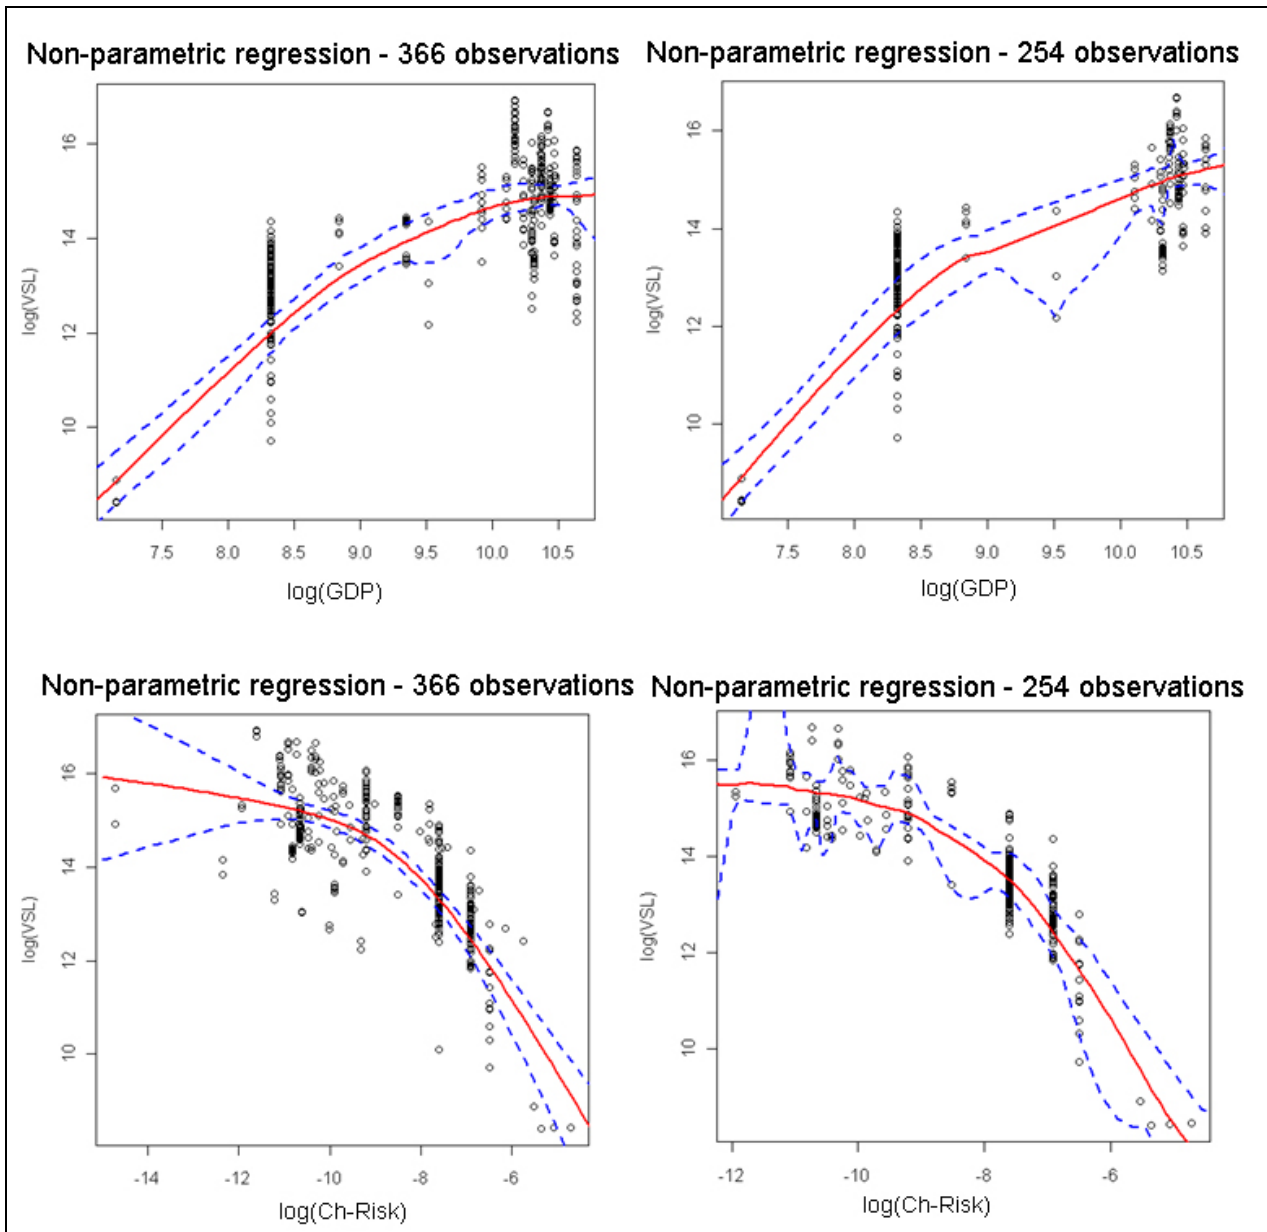 Non-parametric regression - 366 observations
Non-parametric regression - 254 observations
log(VSL)
16
14
12
10
7.5 8.0 8.5 9.0 9.5 10.0 10.5
log(GDP)
log(VSL)
16
14
12
10
7.5 8.0 8.5 9.0 9.5 10.0 10.5
log(GDP)
Non-parametric regression - 366 observations
Non-parametric regression - 254 observations
log(VSL)
16
14
12
10
-14 -12 -10 -8 -6
log(Ch-Risk)
log(VSL)
16
14
12
10
-12 -10 -8 -6 -4
log(Ch-Risk)